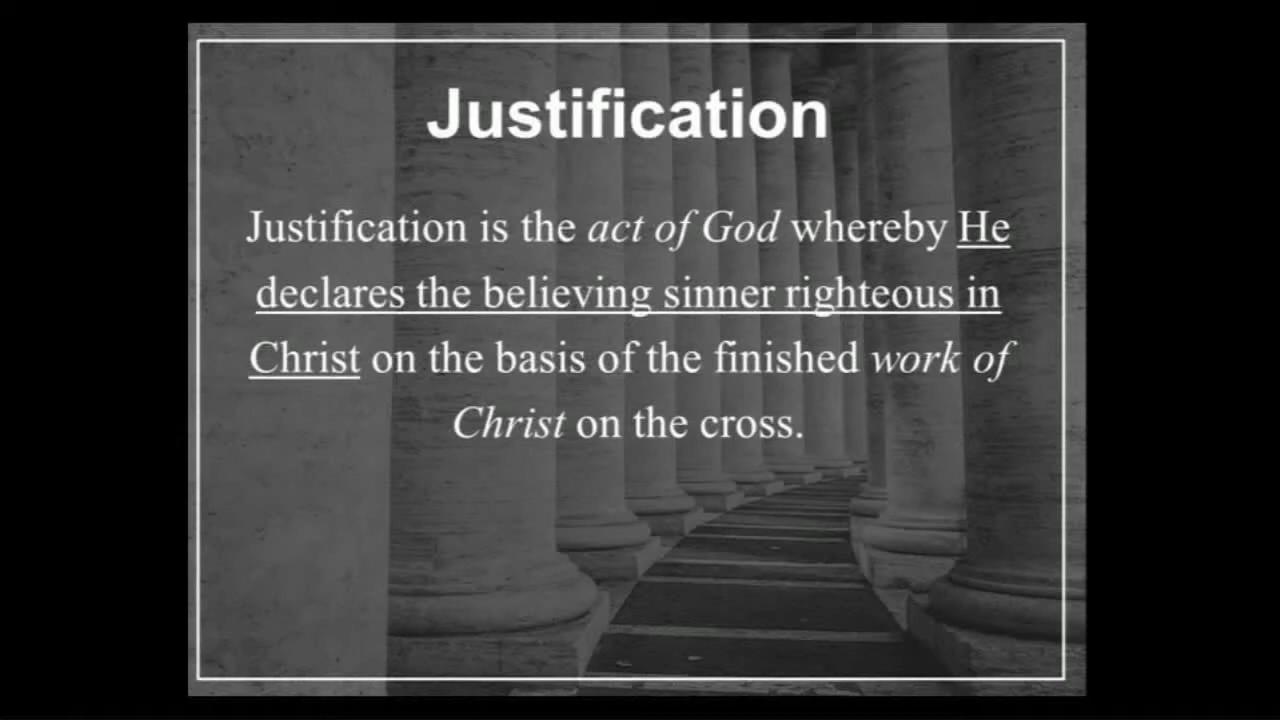 Justification
Justification is the act of God whereby He
declares the believing sinner righteous in
Christ on the basis of the finished work of
Christ on the cross.